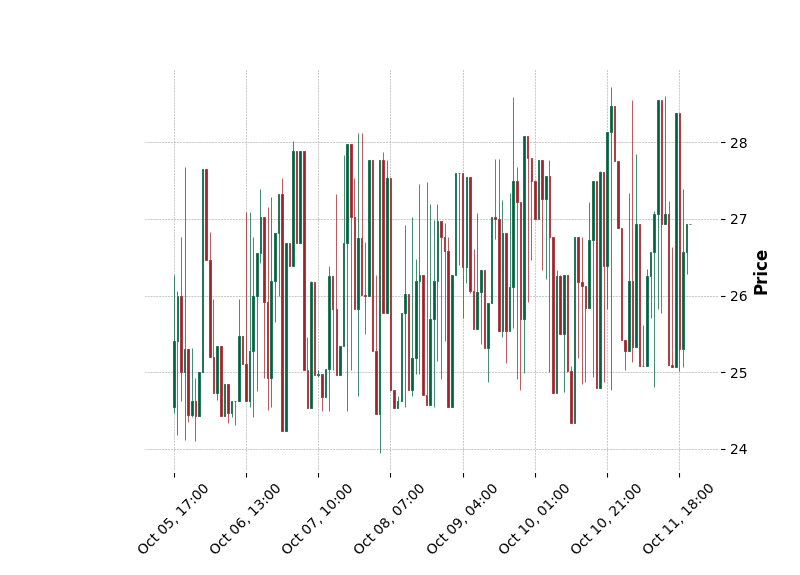 28
27
26
25
24
Price
Oct 05, 17:00
Oct 06, 13:00
Oct 07, 10:00
Oct 08, 07:00
Oct 09, 04:00
Oct 10, 01:00
Oct 10, 21:00
Oct 11, 18:00